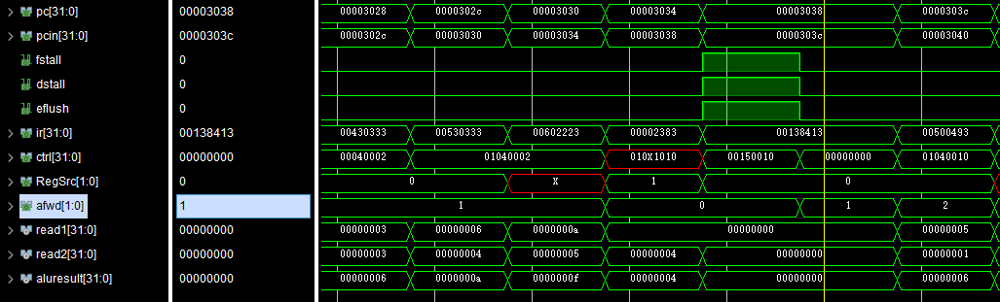 pc[31:0] 00003038 00003028 0000302c 00003030 00003034 00003038 0000303c
pcin[31:0] 0000303c 0000302c 00003030 00003034 00003038 0000303c 00003040
fstall 0
dstall 0
eflush 0
ir[31:0] 00138413 00430333 00530333 00602223 00002383 00138413 00500493
ctrl[31:0] 00000000 00040002 01040002 010X1010 00150010 00000000 01040010
RegSrc[1:0] 0 0 X 1 0
afwd[1:0] 1 1 0 1 2
read1[31:0] 00000000 00000003 00000006 0000000a 00000000 00000005
read2[31:0] 00000000 00000003 00000004 00000005 00000004 00000000 00000001
aluresult[31:0] 00000000 00000006 0000000a 0000000f 00000004 00000000 00000006